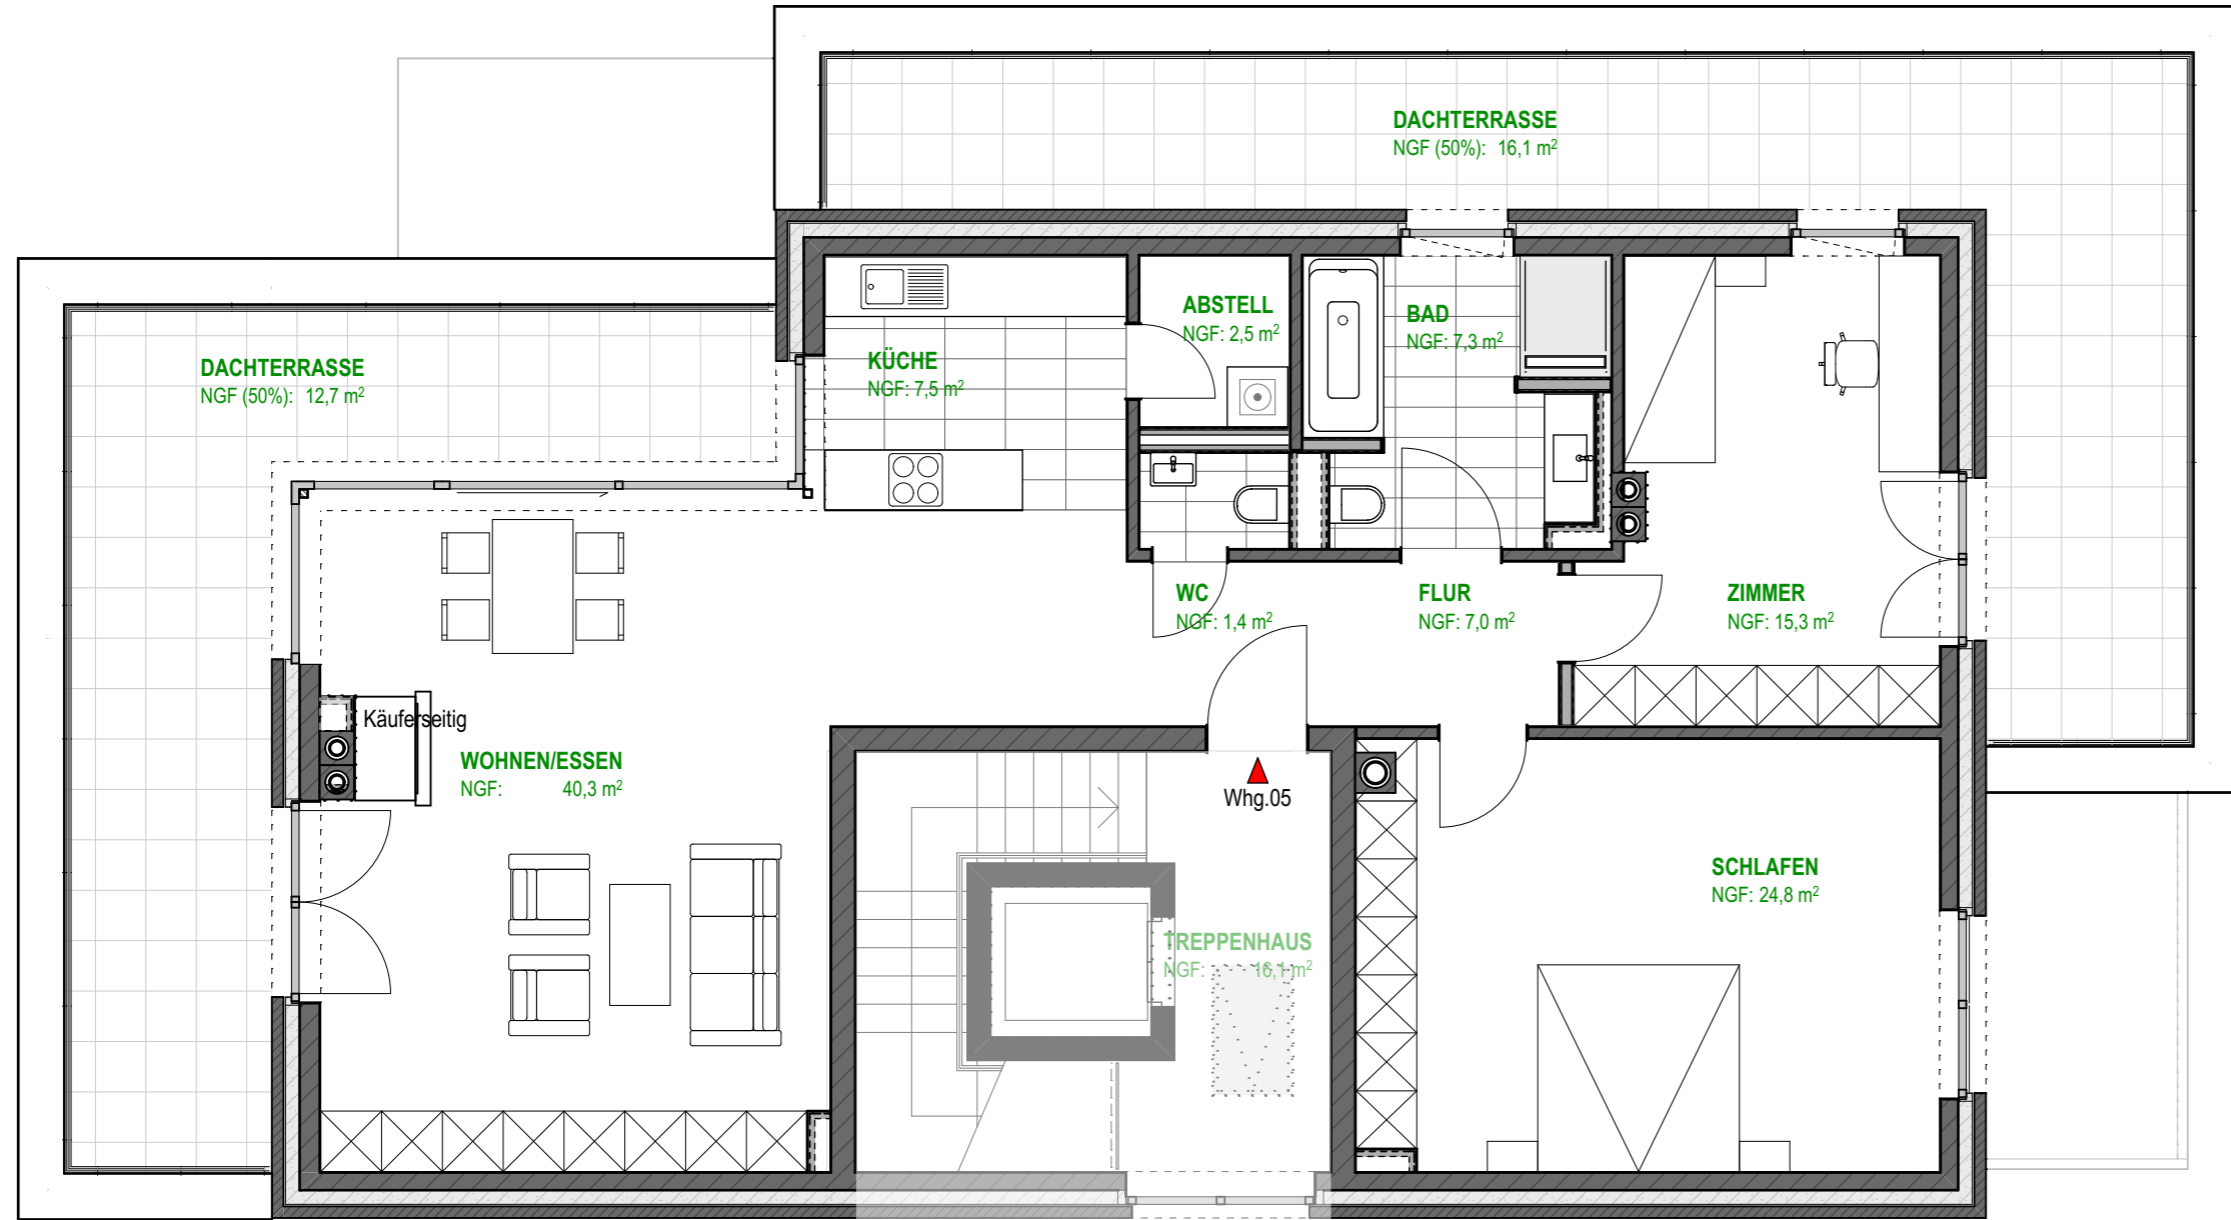 DACHTERRASSE
NGF (50%): 16,1 m²
DACHTERRASSE
NGF (50%): 12,7 m²
KÜCHE
NGF: 7,5 m²
ABSTELL
NGF: 2,5 m²
BAD
NGF: 7,3 m²
WC
NGF: 1,4 m²
FLUR
NGF: 7,0 m²
ZIMMER
NGF: 15,3 m²
Käuferseitig
WOHNEN/ESSEN
NGF: 40,3 m²
Whg.05
SCHLAFEN
NGF: 24,8 m²
TREPPENHAUS
NGF: 16,1 m²